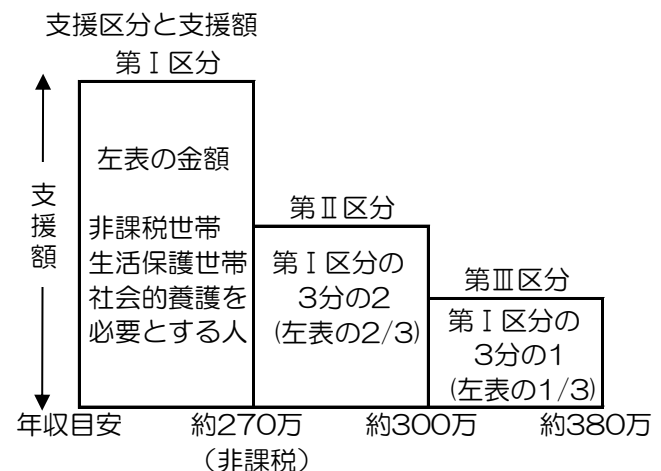 支援区分と支援額
第Ⅰ区分
支援額
左表の金額
非課税世帯
生活保護世帯
社会的養護を
必要とする人
第Ⅱ区分
第Ⅰ区分の
3分の2
(左表の2/3)
第Ⅲ区分
第Ⅰ区分の
3分の1
(左表の1/3)
年収目安 約270万 約300万 約380万
(非課税)